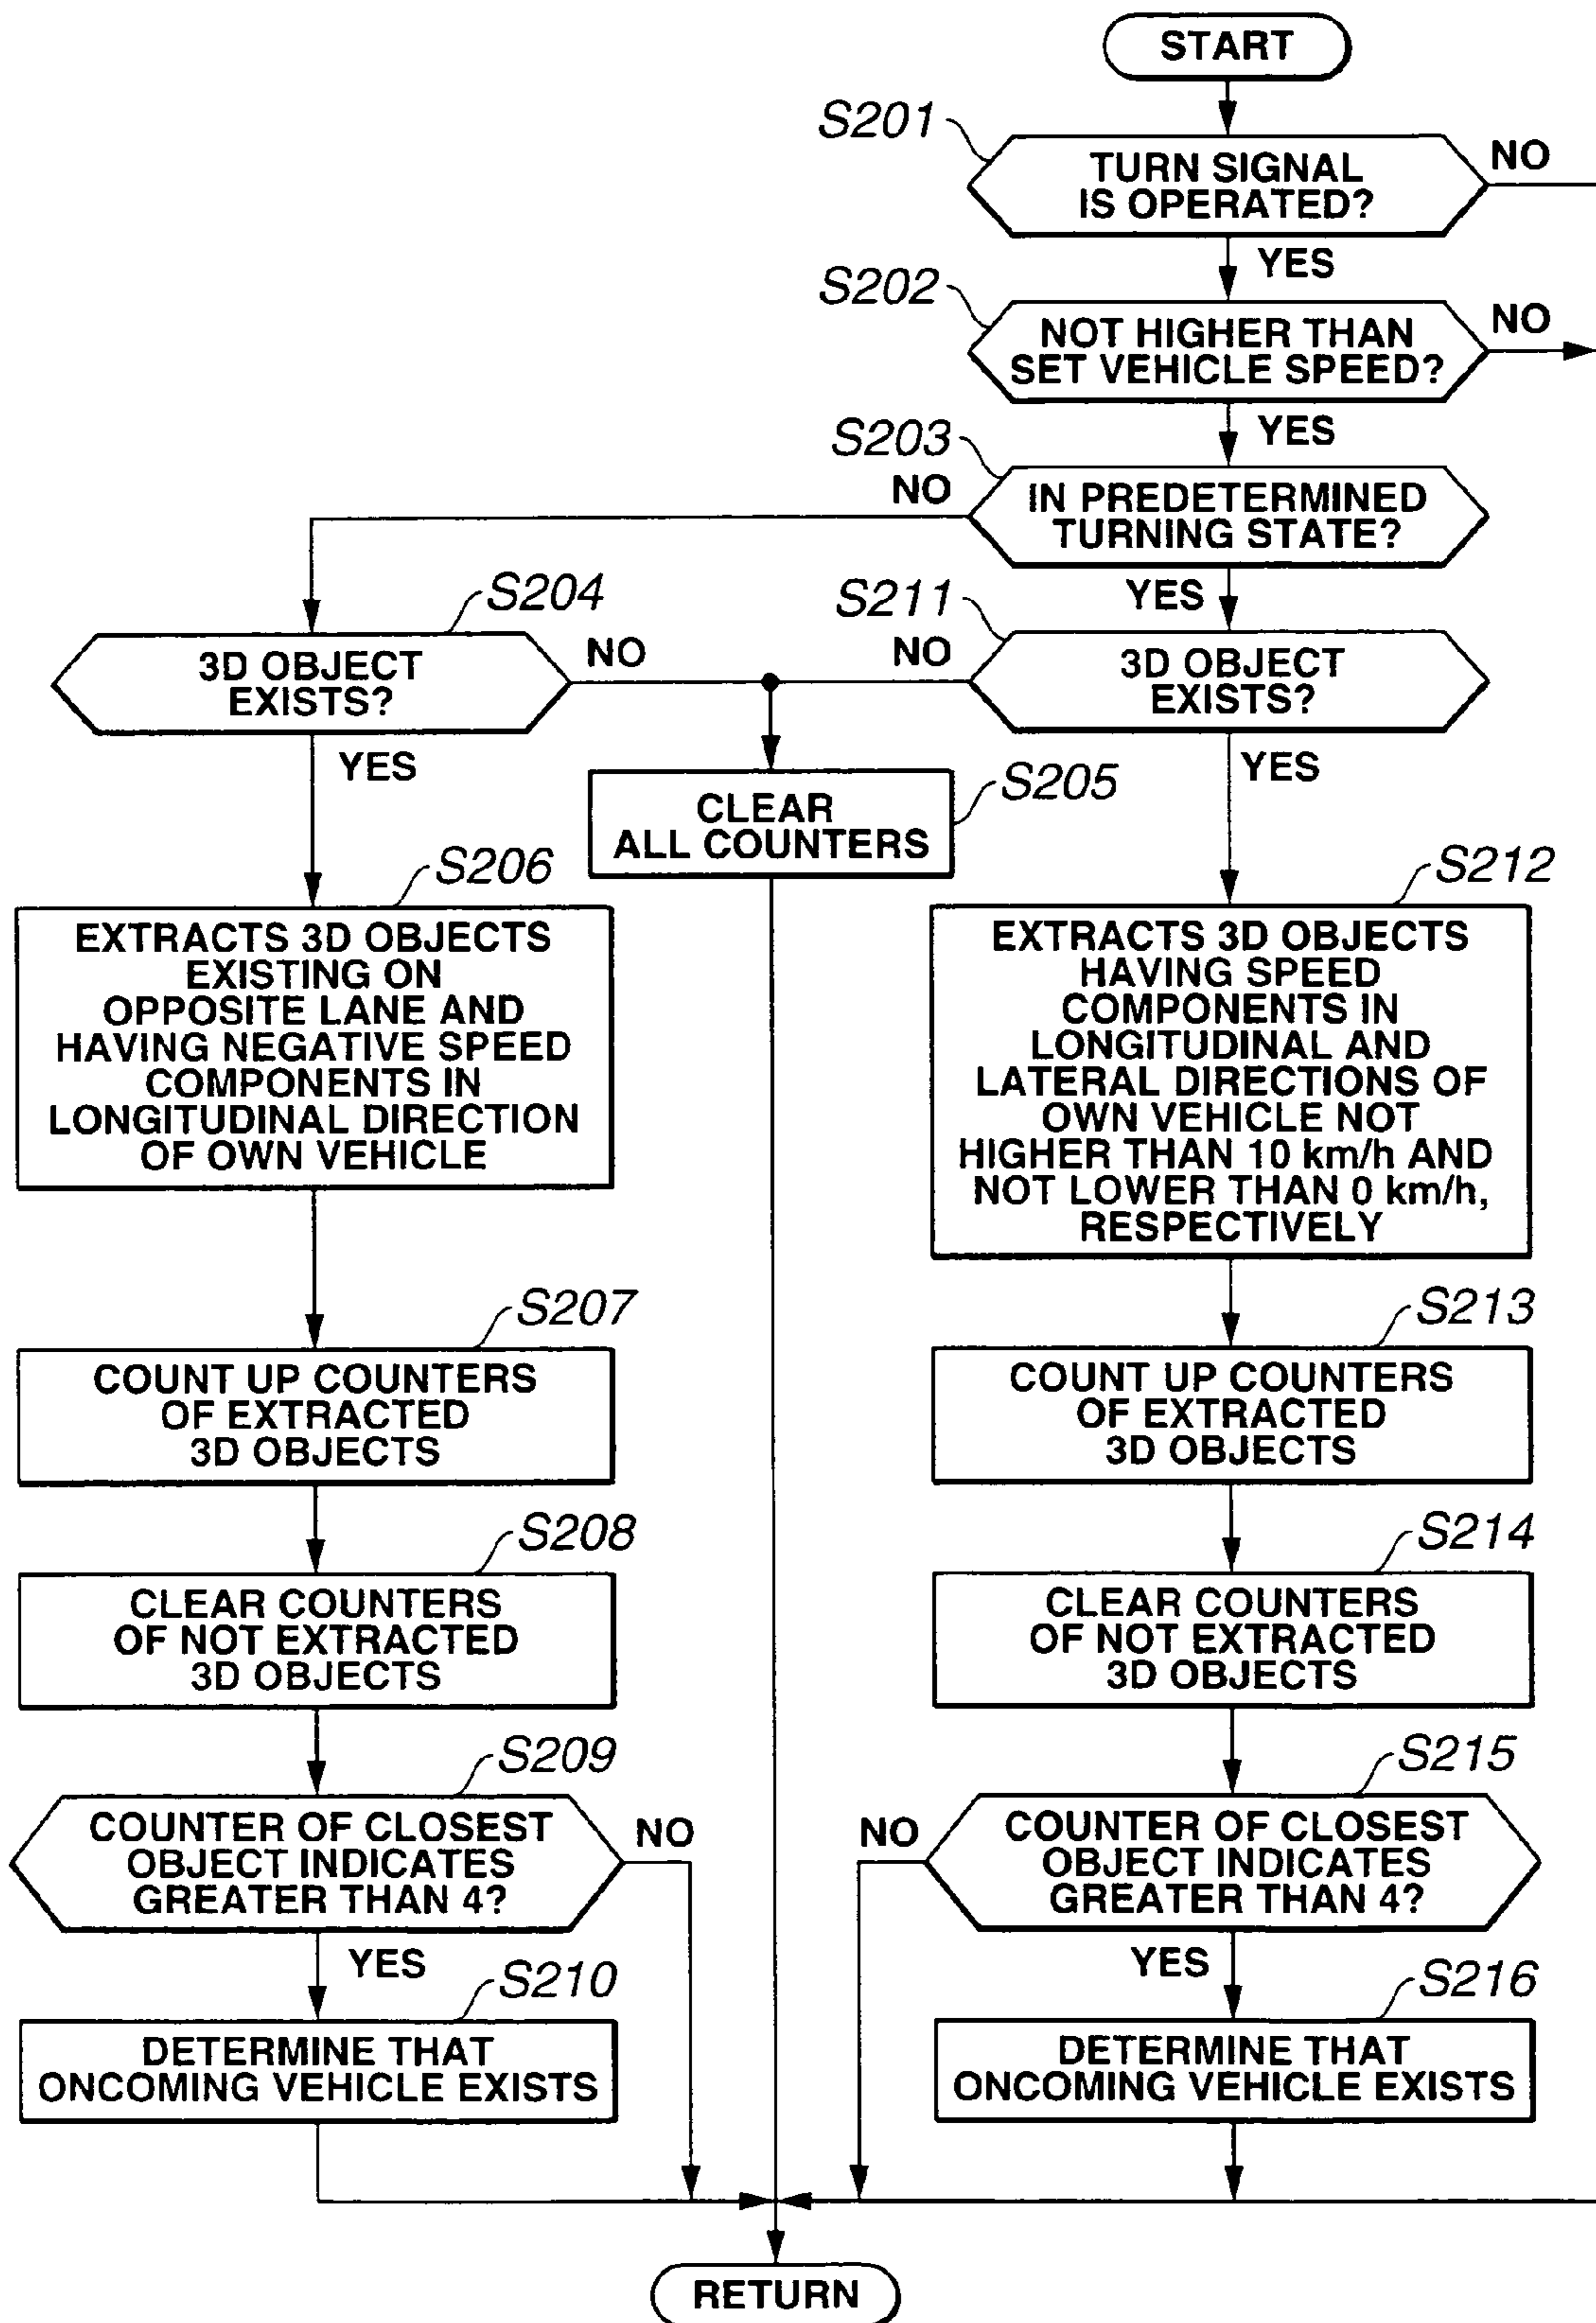 START
S201
TURN SIGNAL
IS OPERATED?
NO
YES
S202
NOT HIGHER THAN
SET VEHICLE SPEED?
NO
YES
S203
NO
IN PREDETERMINED
TURNING STATE?
YES
S204
3D OBJECT
EXISTS?
NO
YES
S211
NO
3D OBJECT
EXISTS?
YES
S205
CLEAR
ALL COUNTERS
S206
EXTRACTS 3D OBJECTS
EXISTING ON
OPPOSITE LANE AND
HAVING NEGATIVE SPEED
COMPONENTS IN
LONGITUDINAL DIRECTION
OF OWN VEHICLE
S207
COUNT UP COUNTERS
OF EXTRACTED
3D OBJECTS
S208
CLEAR COUNTERS
OF NOT EXTRACTED
3D OBJECTS
S209
COUNTER OF CLOSEST
OBJECT INDICATES
GREATER THAN 4?
NO
YES
S210
DETERMINE THAT
ONCOMING VEHICLE EXISTS
S212
EXTRACTS 3D OBJECTS
HAVING SPEED
COMPONENTS IN
LONGITUDINAL AND
LATERAL DIRECTIONS OF
OWN VEHICLE NOT
HIGHER THAN 10 km/h AND
NOT LOWER THAN 0 km/h,
RESPECTIVELY
S213
COUNT UP COUNTERS
OF EXTRACTED
3D OBJECTS
S214
CLEAR COUNTERS
OF NOT EXTRACTED
3D OBJECTS
S215
NO
COUNTER OF CLOSEST
OBJECT INDICATES
GREATER THAN 4?
YES
S216
DETERMINE THAT
ONCOMING VEHICLE EXISTS
RETURN